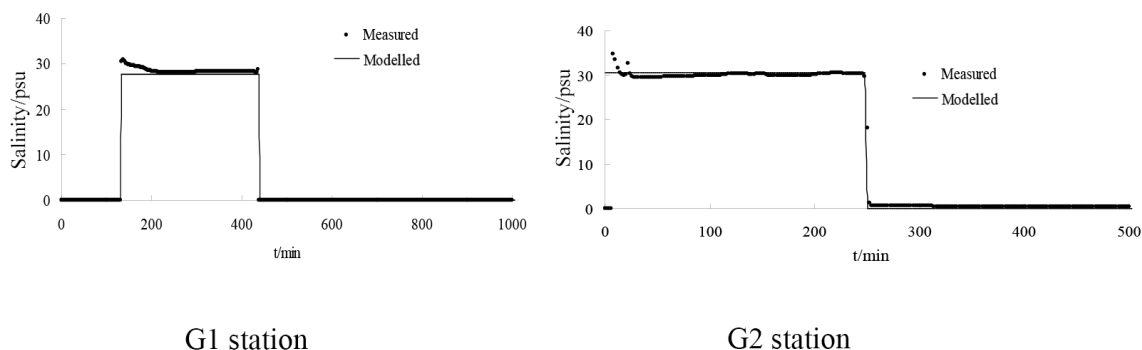 40
30
20
10
0
Salinity/psu
Measured
Modelled
0 200 400 600 800 1000
t/min
G1 station
40
30
20
10
0
Salinity/psu
Measured
Modelled
0 100 200 300 400 500
t/min
G2 station